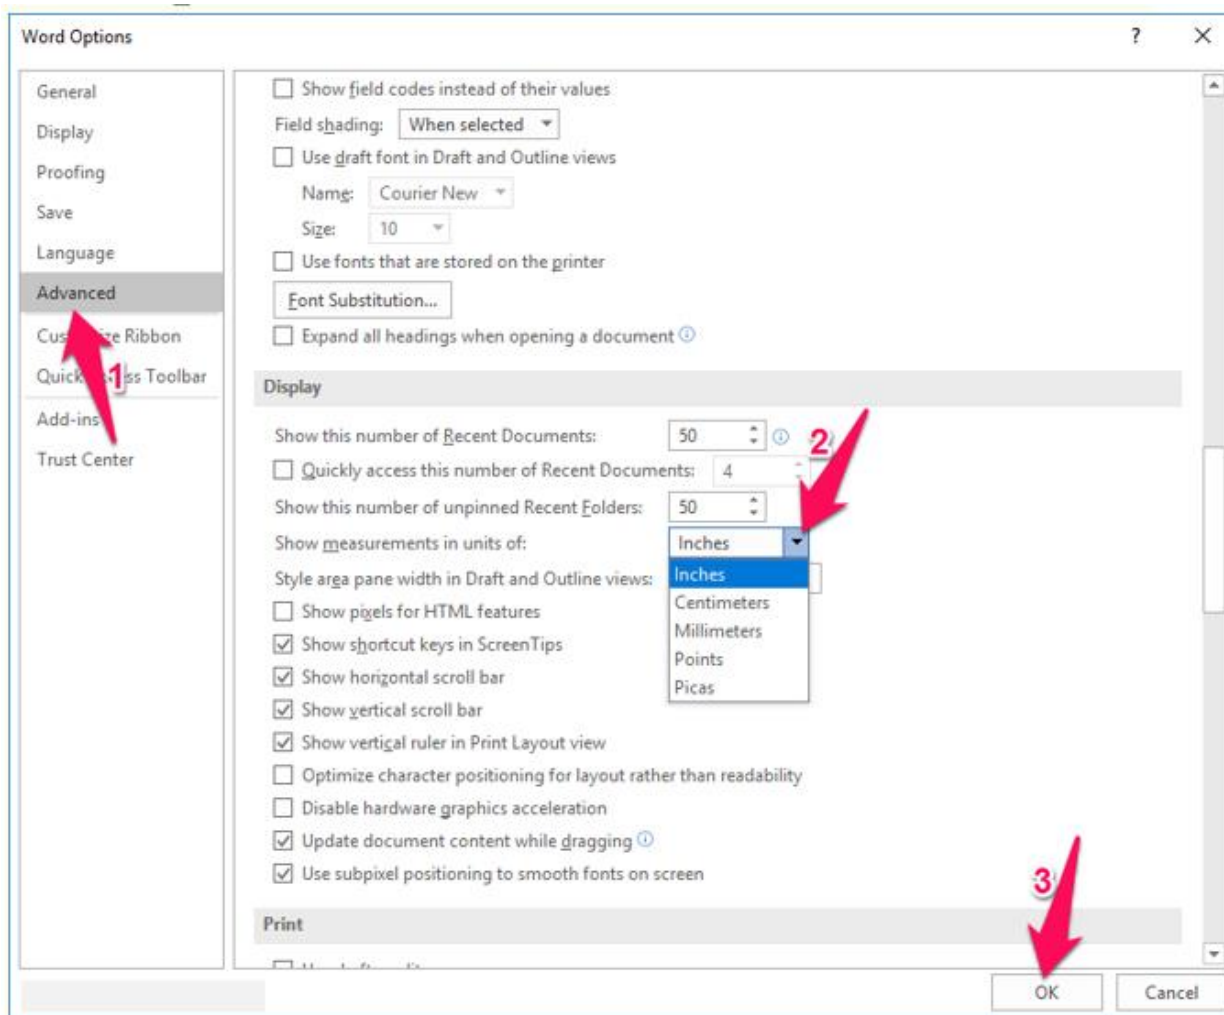 Word Options
?
General
Display
Proofing
Save
Language
Advanced
Customize Ribbon
Quick Access Toolbar
Add-ins
Trust Center
1
Show field codes instead of their values
Field shading: When selected
Use draft font in Draft and Outline views
Name: Courier New
Size: 10
Use fonts that are stored on the printer
Font Substitution...
Expand all headings when opening a document
Display
Show this number of Recent Documents: 50
2
Quickly access this number of Recent Documents: 4
Show this number of unpinned Recent Folders: 50
Show measurements in units of: Inches
Inches
Centimeters
Millimeters
Points
Picas
Style area pane width in Draft and Outline views:
Show pixels for HTML features
Show shortcut keys in ScreenTips
Show horizontal scroll bar
Show vertical scroll bar
Show vertical ruler in Print Layout view
Optimize character positioning for layout rather than readability
Disable hardware graphics acceleration
Update document content while dragging
Use subpixel positioning to smooth fonts on screen
Print
3
OK
Cancel